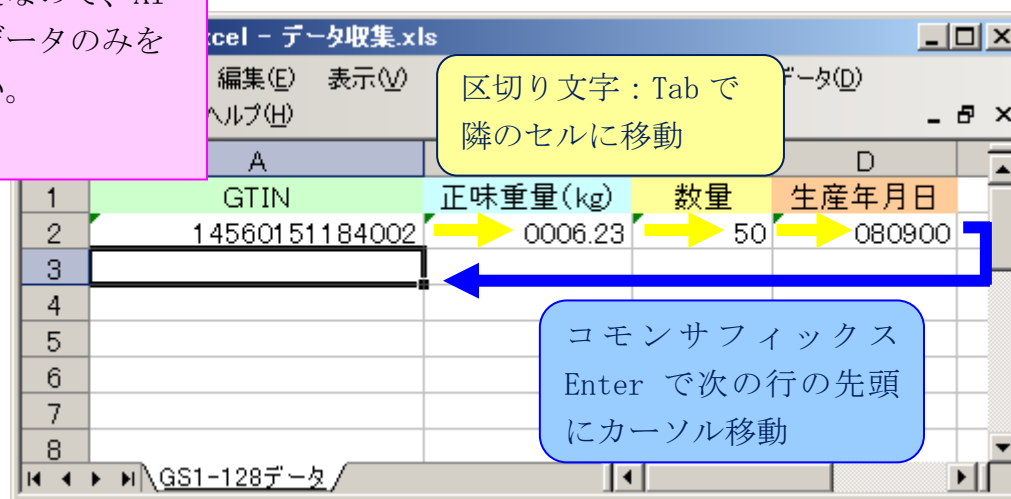 なので、AI
データのみを
い。
cel - データ収集.xls
編集(E) 表示(V)
データ(D)
ヘルプ(H)
区切り文字：Tab で
隣のセルに移動
A D
1 GTIN 正味重量(kg) 数量 生産年月日
2 14560151184002 0006.23 50 080900
3
4
5
6
7
8
コモンサフィックス
Enter で次の行の先頭
にカーソル移動
GS1-128データ